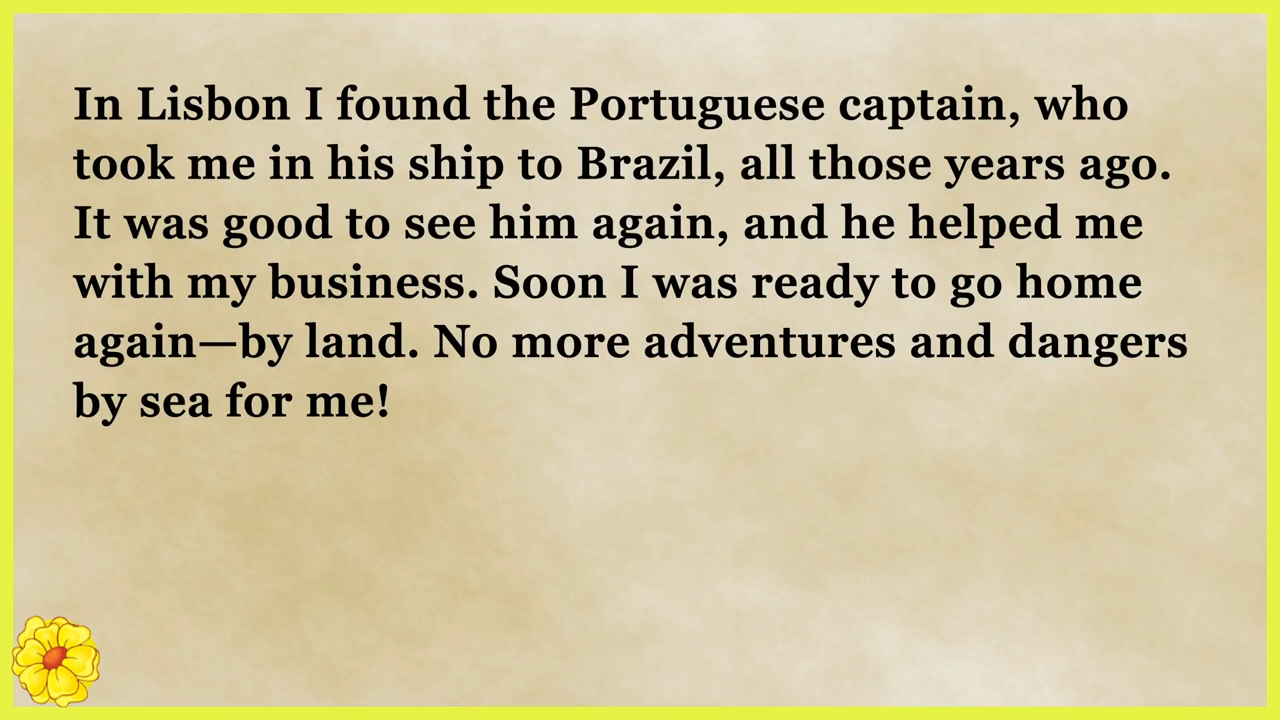 In Lisbon I found the Portuguese captain, who
took me in his ship to Brazil, all those years ago.
It was good to see him again, and he helped me
with my business. Soon I was ready to go home
again—by land. No more adventures and dangers
by sea for me!